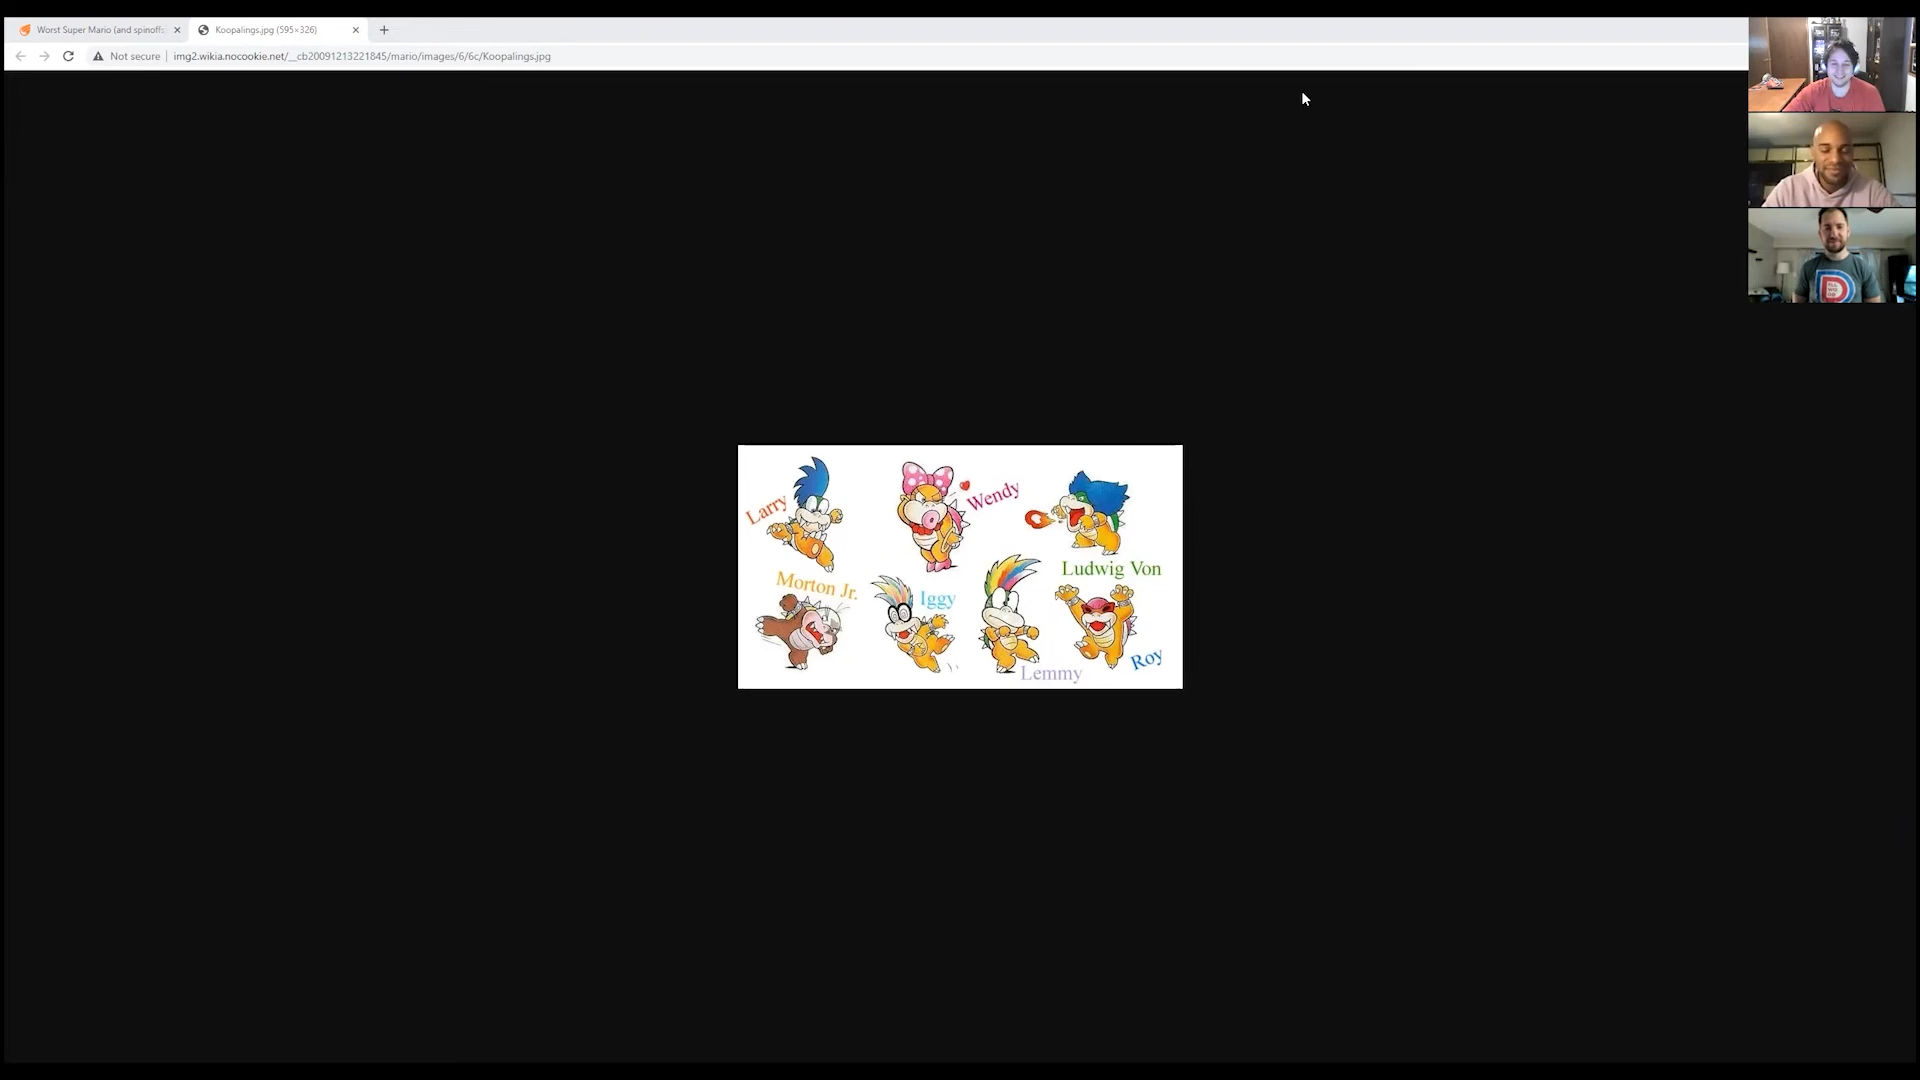 Worst Super Mario (and spinoff
Koopalings.jpg (595×326)
Not secure
img2.wikia.nocookie.net/__cb20091213221845/mario/images/6/6c/Koopalings.jpg
Larry
Wendy
Ludwig Von
Morton Jr.
Iggy
Lemmy
Roy